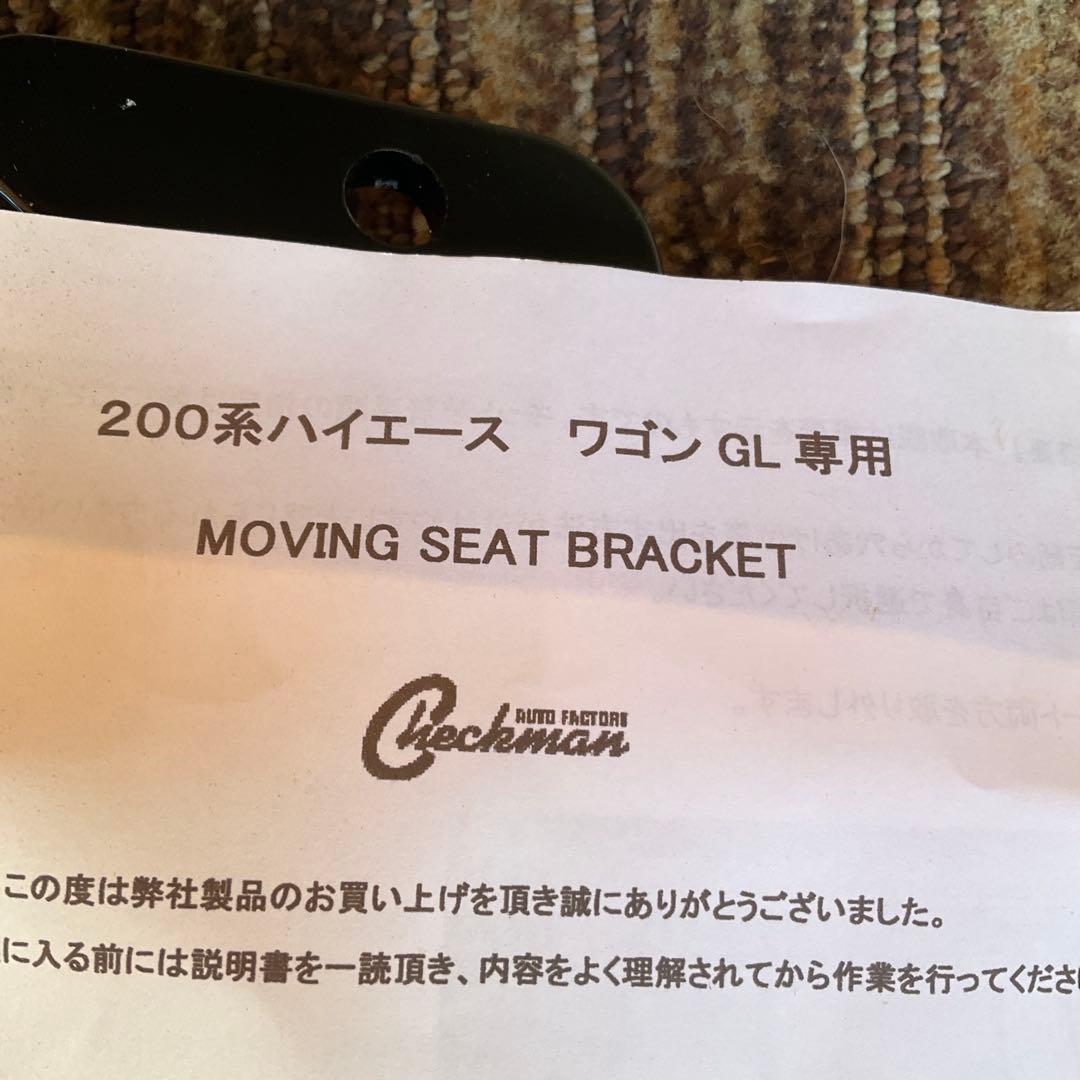 200系ハイエース　ワゴン GL 専用
MOVING SEAT BRACKET
AUTO FACTORY
Checkman
この度は弊社製品のお買い上げを頂き誠にありがとうございました。
に入る前には説明書を一読頂き、内容をよく理解されてから作業を行ってくださ